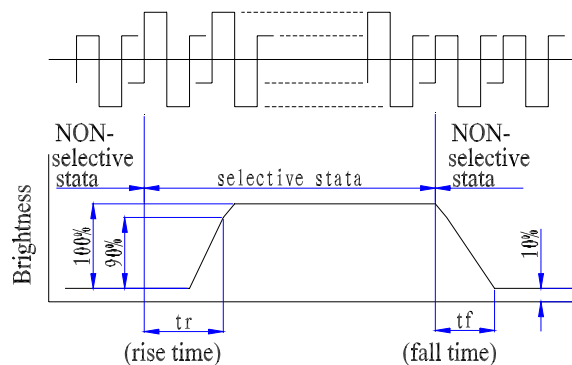 NON-
selective
stata
selective stata
NON-
selective
stata
Brightness
100%
90%
10%
tr
tf
(rise time)
(fall time)